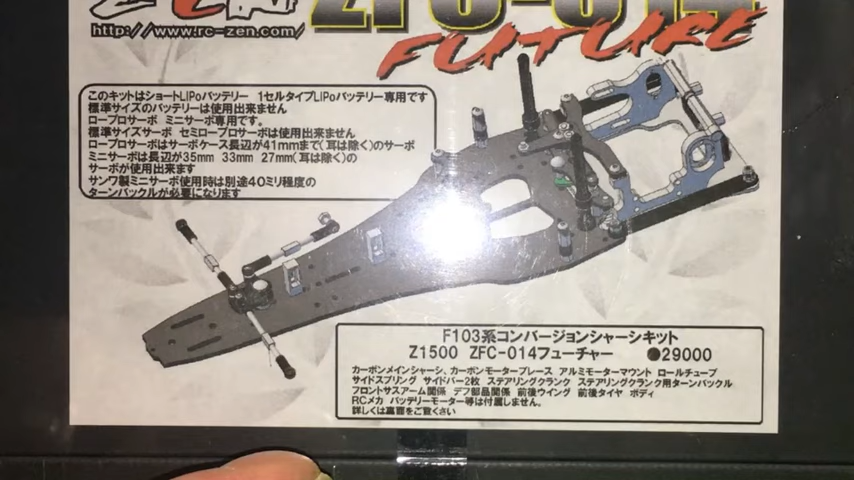 http://www.rc-zen.com/
ZFC-014
FUTURE
このキットはショートLIPoバッテリー 1セルタイプLIPoバッテリー専用です
標準サイズのバッテリーは使用出来ません
ロープロサーボ ミニサーボ専用です。
標準サイズサーボ セミロープロサーボは使用出来ません
ロープロサーボはサーボケース長辺が41mmまで(耳は除く)のサーボ
ミニサーボは長辺が35mm 33mm 27mm(耳は除く)の
サーボが使用出来ます
サンワ製ミニサーボ使用時は別途40ミリ程度の
ターンバックルが必要になります
F103系コンバージョンシャーシキット
Z1500 ZFC-014フューチャー ●29000
カーボンメインシャーシ、カーボンモーターブレース アルミモーターマウント ロールチューブ
サイドスプリング サイドバー2枚 ステアリングクランク ステアリングクランク用ターンバックル
フロントサスアーム関係 デフ部品関係 前後ウイング 前後タイヤ ボディ
RCメカ バッテリーモーター等は付属しません。
詳しくは裏面をご覧ください